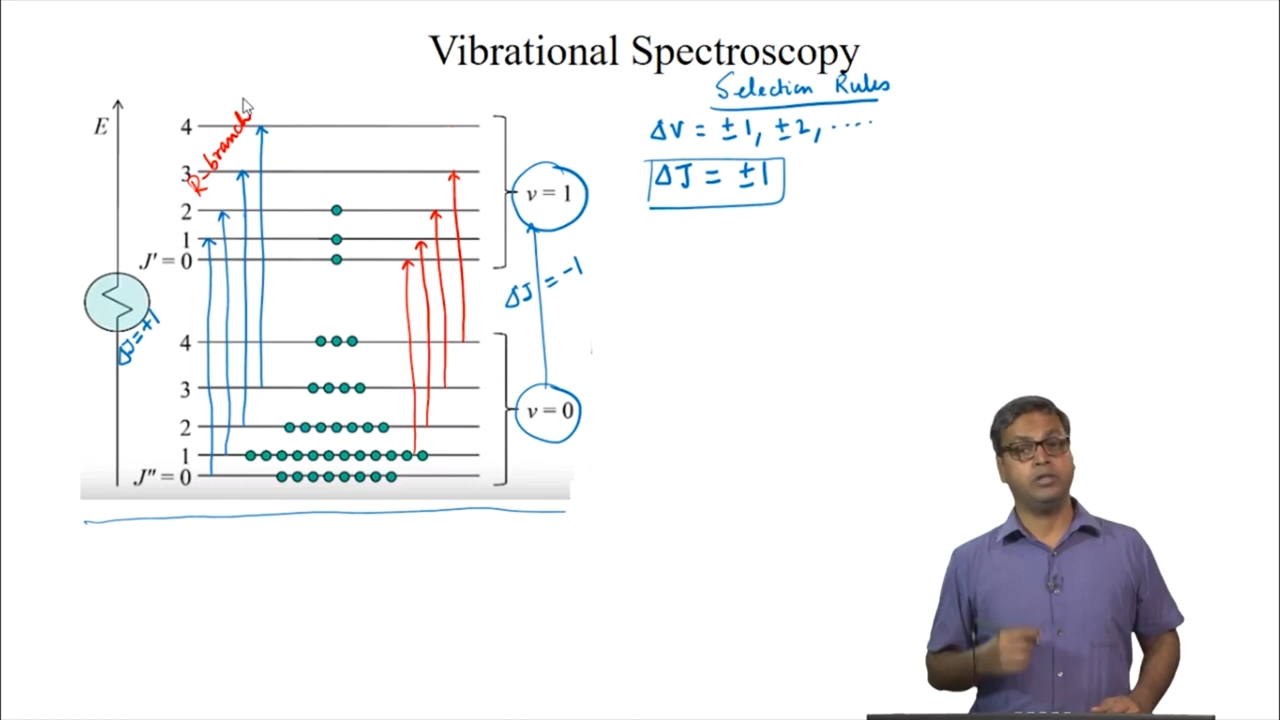 Vibrational Spectroscopy
Selection Rules
ΔV = ±1, ±2, ....
ΔJ = ±1
E
R-branch
4
3
2
1
J' = 0
v = 1
ΔJ = +1
ΔJ = -1
4
3
2
1
J" = 0
v = 0